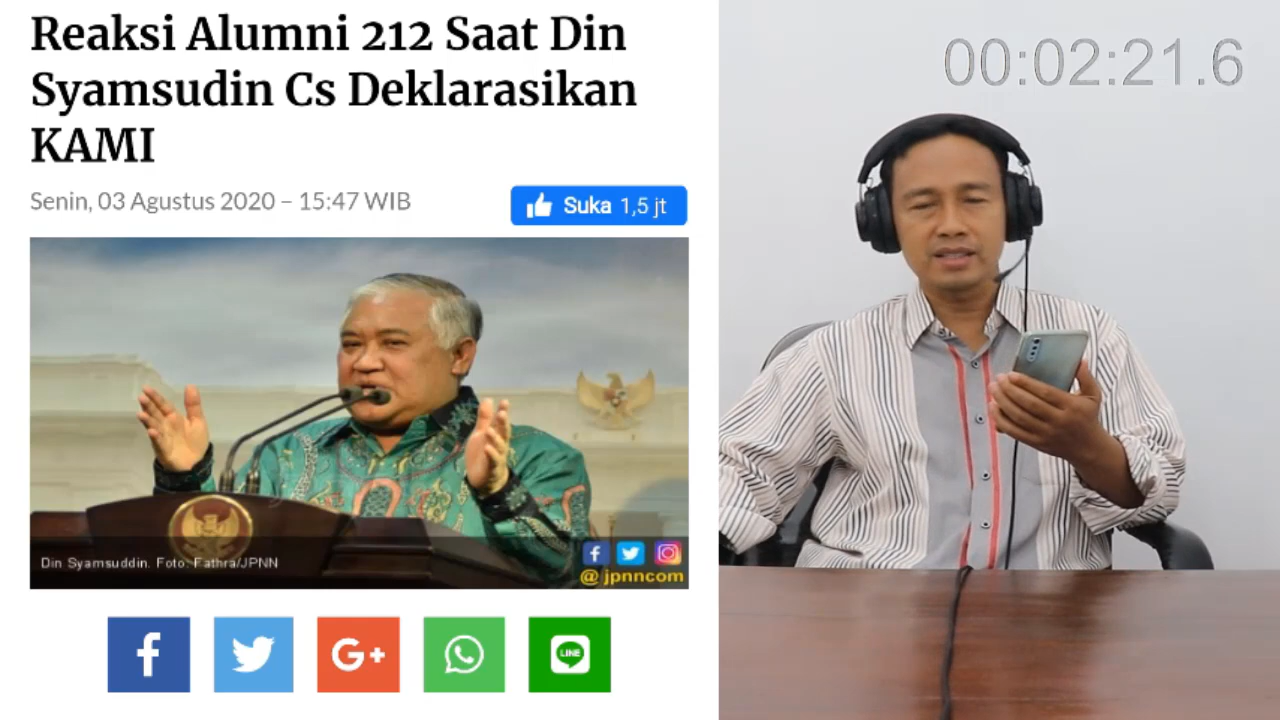 Reaksi Alumni 212 Saat Din
Syamsudin Cs Deklarasikan
KAMI
Senin, 03 Agustus 2020 – 15:47 WIB
Suka 1,5 jt
00:02:21.6
Din Syamsuddin. Foto: Fathra/JPNN
@ jpnncom
f
G+
LINE